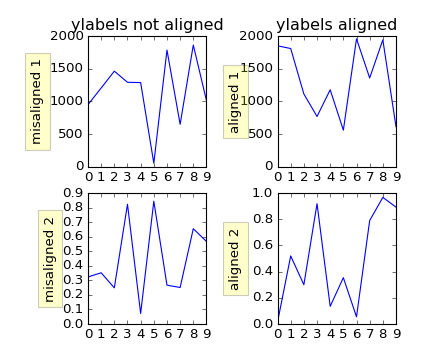 ylabels not aligned
2000
1500
1000
500
0
misaligned 1
0 1 2 3 4 5 6 7 8 9
ylabels aligned
2000
1500
1000
500
0
aligned 1
0 1 2 3 4 5 6 7 8 9
0.9
0.8
0.7
0.6
0.5
0.4
0.3
0.2
0.1
0.0
misaligned 2
0 1 2 3 4 5 6 7 8 9
1.0
0.8
0.6
0.4
0.2
0.0
aligned 2
0 1 2 3 4 5 6 7 8 9